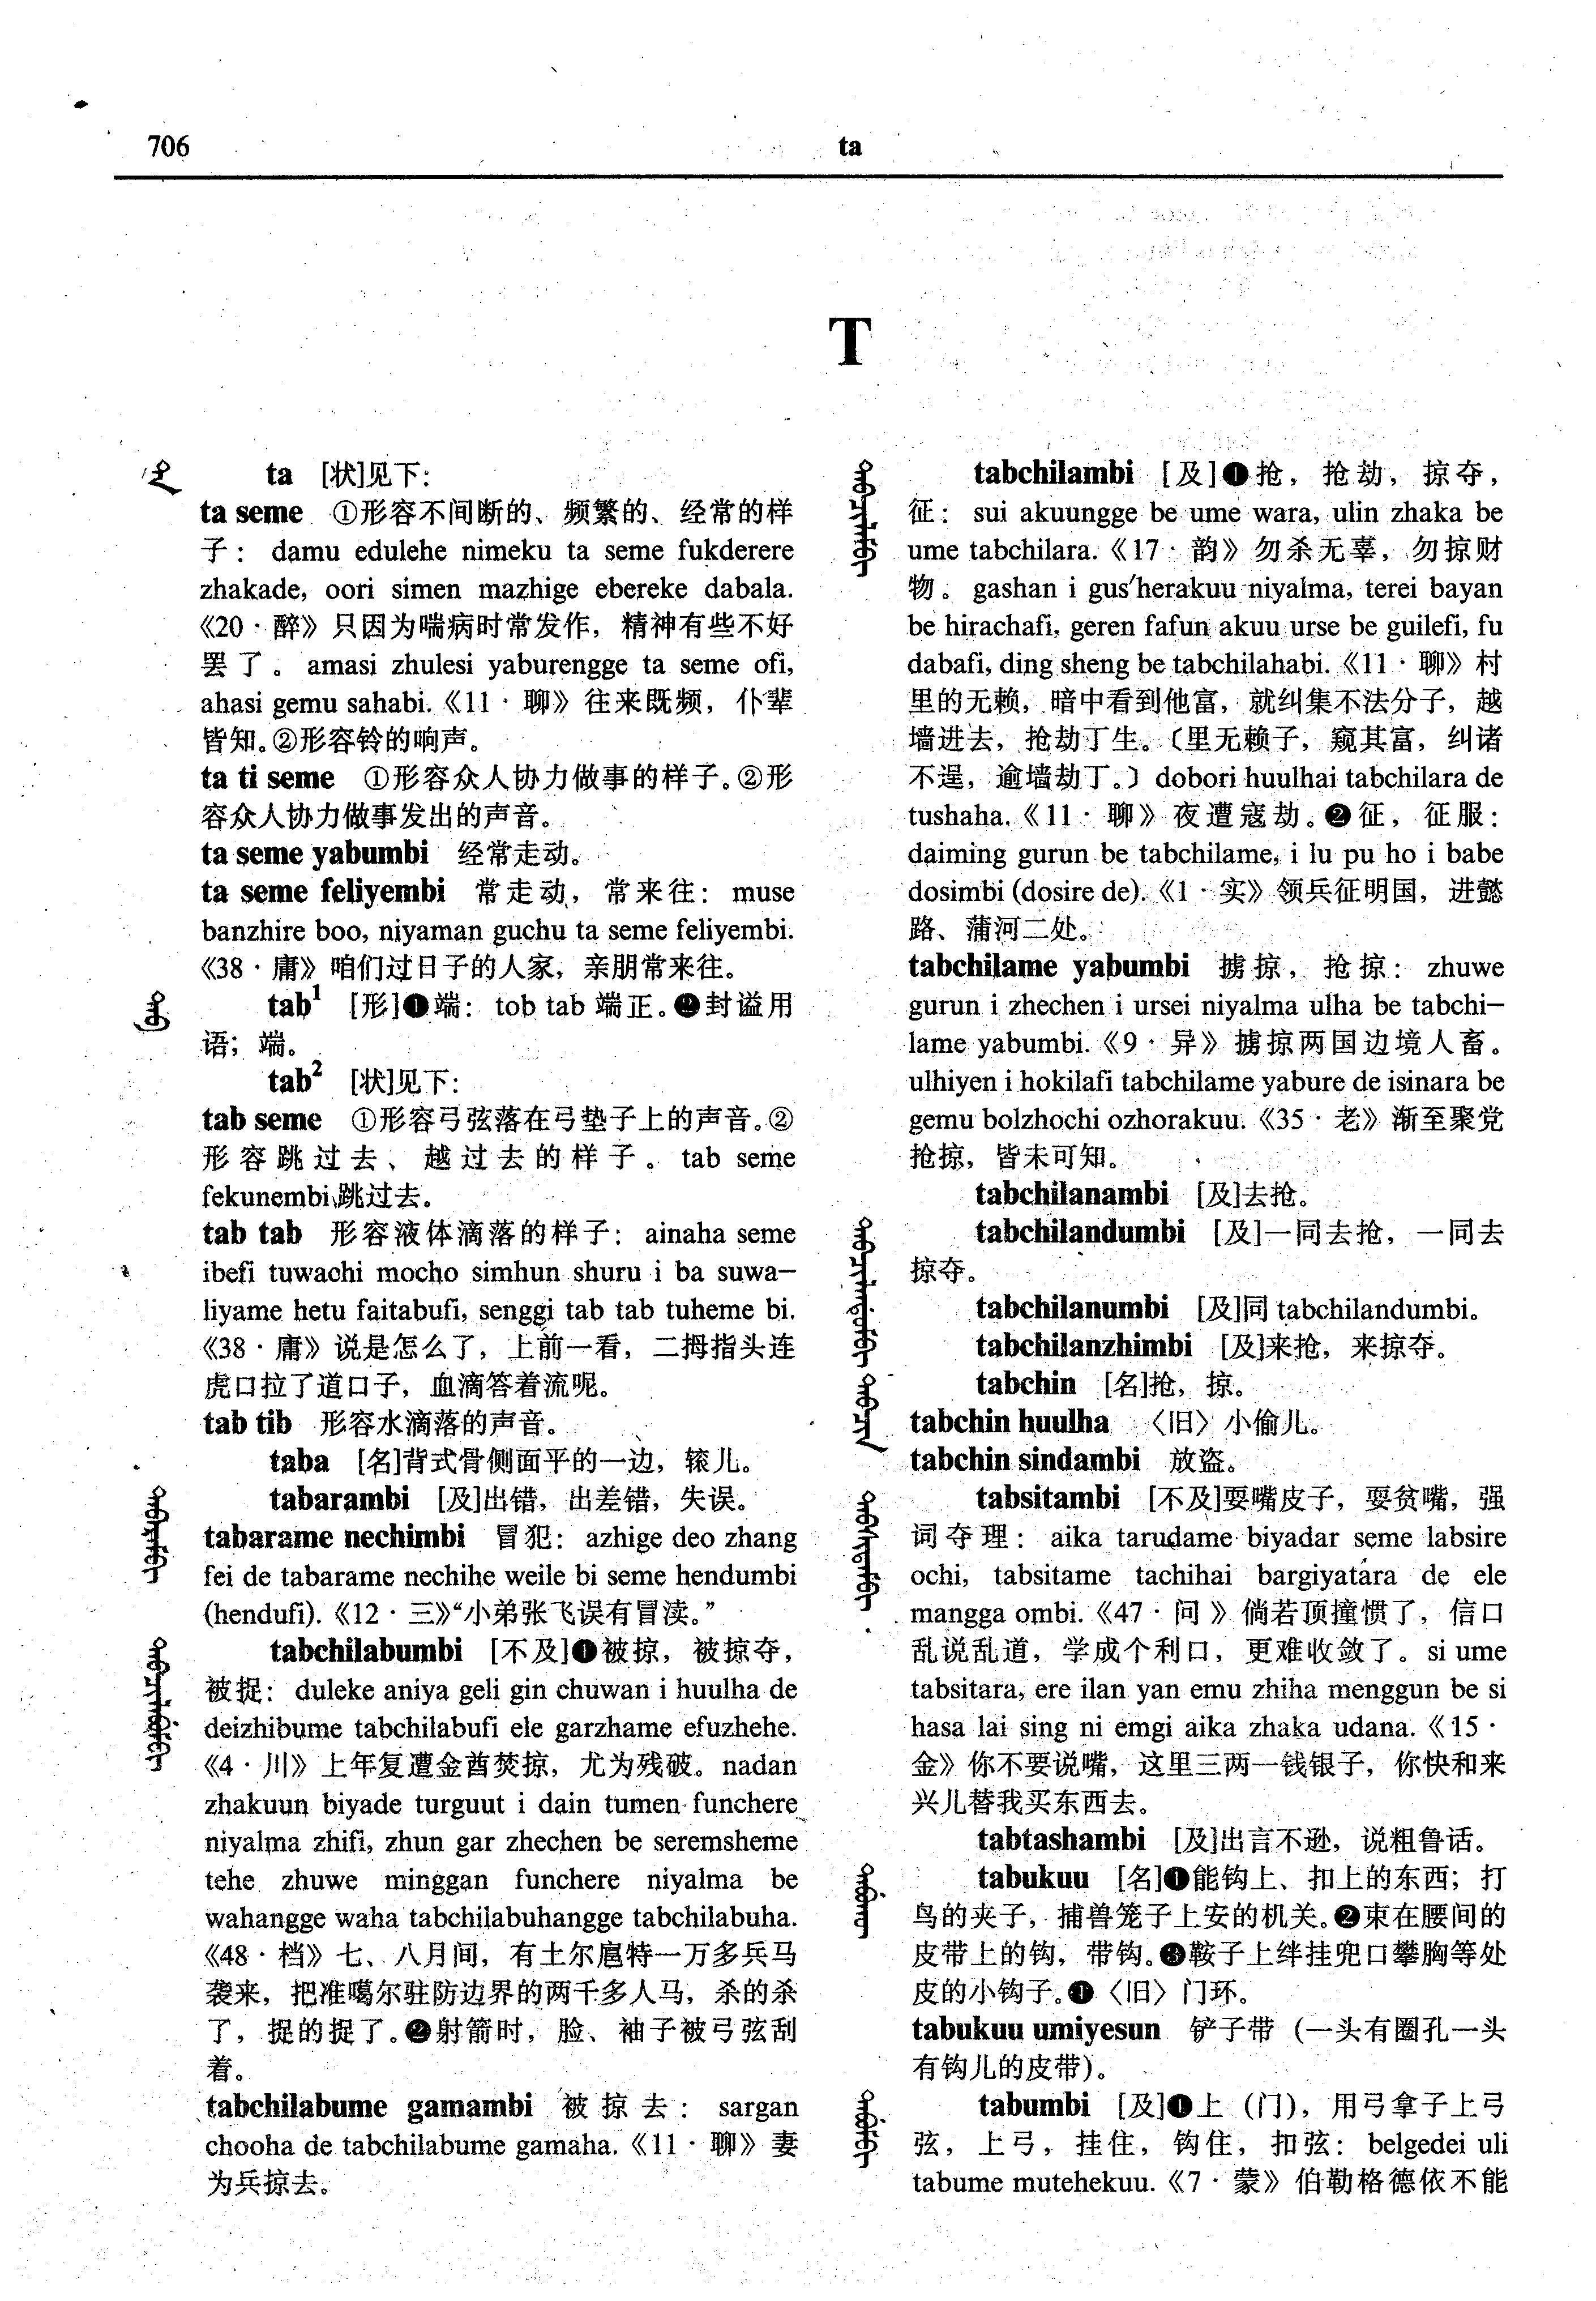 706
ta
T
ta [状]见下:
ta seme ①形容不间断的、频繁的、经常的样
子: damu edulehe nimeku ta seme fukderere
zhakade, oori simen mazhige ebereke dabala.
《20·醉》只因为喘病时常发作，精神有些不好
罢了。 amasi zhulesi yaburengge ta seme ofi,
ahasi gemu sahabi.《11·聊》往来既频，仆辈
皆知。②形容铃的响声。
ta ti seme ①形容众人协力做事的样子。②形
容众人协力做事发出的声音。
ta seme yabumbi 经常走动。
ta seme feliyembi 常走动，常来往: muse
banzhire boo, niyaman guchu ta seme feliyembi.
《38·庸》咱们过日子的人家，亲朋常来往。
tab¹ [形]❶端: tob tab 端正。❷封谥用
语；端。
tab² [状]见下:
tab seme ①形容弓弦落在弓垫子上的声音。②
形容跳过去、越过去的样子。 tab seme
fekunembi 跳过去。
tab tab 形容液体滴落的样子: ainaha seme
ibefi tuwachi mocho simhun shuru i ba suwa-
liyame hetu faitabufi, senggi tab tab tuheme bi.
《38·庸》说是怎么了，上前一看，二拇指头连
虎口拉了道口子，血滴答着流呢。
tab tib 形容水滴落的声音。
taba [名]背式骨侧面平的一边，辕儿。
tabarambi [及]出错，出差错，失误。
tabarame nechimbi 冒犯: azhige deo zhang
fei de tabarame nechihe weile bi seme hendumbi
(hendufi).《12·三》“小弟张飞误有冒渎。”
tabchilabumbi [不及]❶被掠，被掠夺，
被捉: duleke aniya geli gin chuwan i huulha de
deizhibume tabchilabufi ele garzhame efuzhehe.
《4·川》上年复遭金酋焚掠，尤为残破。 nadan
zhakuun biyade turguut i dain tumen funchere
niyalma zhifi, zhun gar zhechen be seremsheme
tehe zhuwe minggan funchere niyalma be
wahangge waha tabchilabuhangge tabchilabuha.
《48·档》七、八月间，有土尔扈特一万多兵马
袭来，把准噶尔驻防边界的两千多人马，杀的杀
了，捉的捉了。❷射箭时，脸、袖子被弓弦刮
着。
tabchilabume gamambi 被掠去: sargan
chooha de tabchilabume gamaha.《11·聊》妻
为兵掠去。
tabchilambi [及]❶抢，抢劫，掠夺，
征: sui akuungge be ume wara, ulin zhaka be
ume tabchilara.《17·韵》勿杀无辜，勿掠财
物。 gashan i gus'herakuu niyalma, terei bayan
be hirachafi, geren fafun akuu urse be guilefi, fu
dabafi, ding sheng be tabchilahabi.《11·聊》村
里的无赖，暗中看到他富，就纠集不法分子，越
墙进去，抢劫丁生。〔里无赖子，窥其富，纠诸
不逞，逾墙劫丁。〕 dobori huulhai tabchilara de
tushaha.《11·聊》夜遭寇劫。❷征，征服:
daiming gurun be tabchilame, i lu pu ho i babe
dosimbi (dosire de).《1·实》领兵征明国，进懿
路、蒲河二处。
tabchilame yabumbi 掳掠，抢掠: zhuwe
gurun i zhechen i ursei niyalma ulha be tabchi-
lame yabumbi.《9·异》掳掠两国边境人畜。
ulhiyen i hokilafi tabchilame yabure de isinara be
gemu bolzhochi ozhorakuu.《35·老》渐至聚党
抢掠，皆未可知。
tabchilanambi [及]去抢。
tabchilandumbi [及]一同去抢，一同去
掠夺。
tabchilanumbi [及]同 tabchilandumbi。
tabchilanzhimbi [及]来抢，来掠夺。
tabchin [名]抢，掠。
tabchin huulha 〈旧〉小偷儿。
tabchin sindambi 放盗。
tabsitambi [不及]耍嘴皮子，耍贫嘴，强
词夺理: aika tarudame biyadar seme labsire
ochi, tabsitame tachihai bargiyatara de ele
mangga ombi.《47·问》倘若顶撞惯了，信口
乱说乱道，学成个利口，更难收敛了。 si ume
tabsitara, ere ilan yan emu zhiha menggun be si
hasa lai sing ni emgi aika zhaka udana.《15·
金》你不要说嘴，这里三两一钱银子，你快和来
兴儿替我买东西去。
tabtashambi [及]出言不逊，说粗鲁话。
tabukuu [名]❶能钩上、扣上的东西；打
鸟的夹子，捕兽笼子上安的机关。❷束在腰间的
皮带上的钩，带钩。❸鞍子上绊挂兜口攀胸等处
皮的小钩子。❶〈旧〉门环。
tabukuu umiyesun 铲子带（一头有圈孔一头
有钩儿的皮带）。
tabumbi [及]❶上（门），用弓拿子上弓
弦，上弓，挂住，钩住，扣弦: belgedei uli
tabume mutehekuu.《7·蒙》伯勒格德依不能